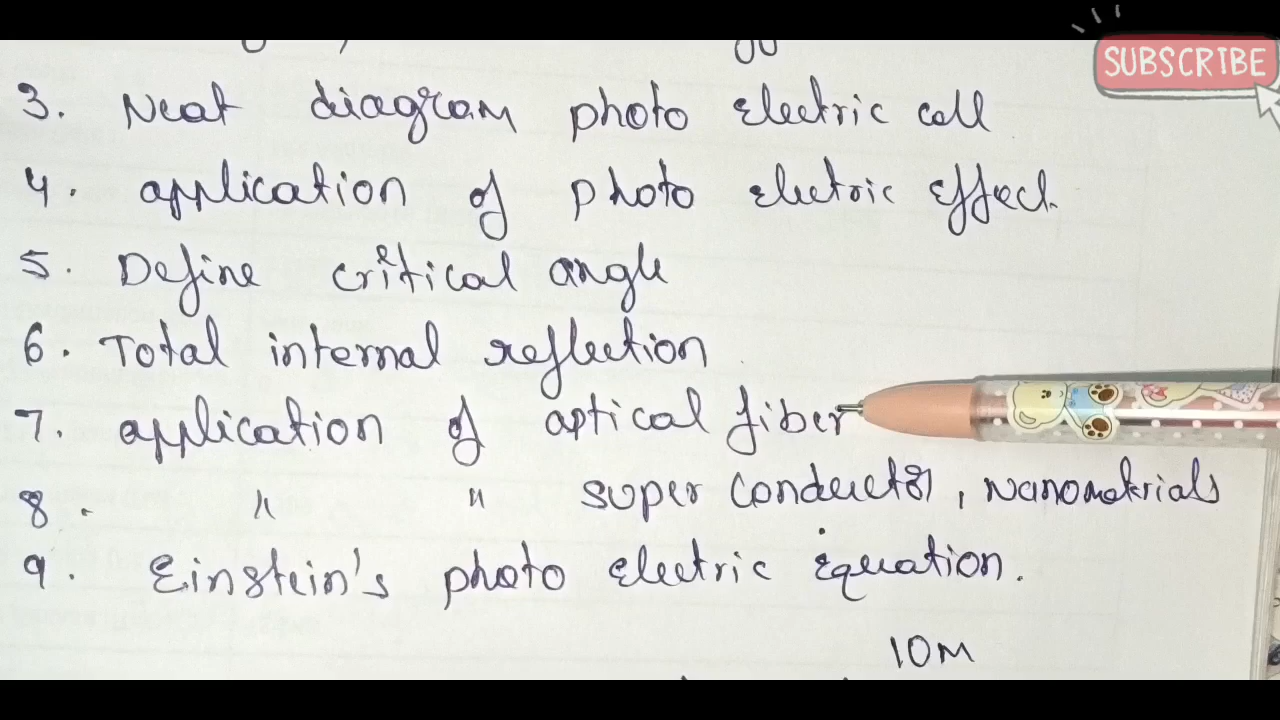 SUBSCRIBE
3. Neat diagram photo electric cell
4. application of photo electric effect.
5. Define critical angle
6. Total internal reflection
7. application of optical fiber
8. " " super conductor, Nanomaterials
9. Einstein's photo electric Equation.
10M